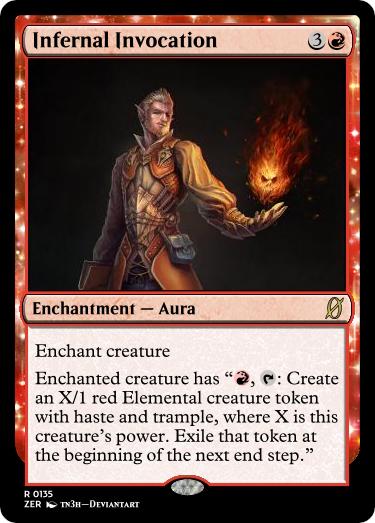 Infernal Invocation 3
Enchantment — Aura
Enchant creature
Enchanted creature has “, : Create
an X/1 red Elemental creature token
with haste and trample, where X is this
creature's power. Exile that token at
the beginning of the next end step.”
R 0135
ZER TN3H—Deviantart